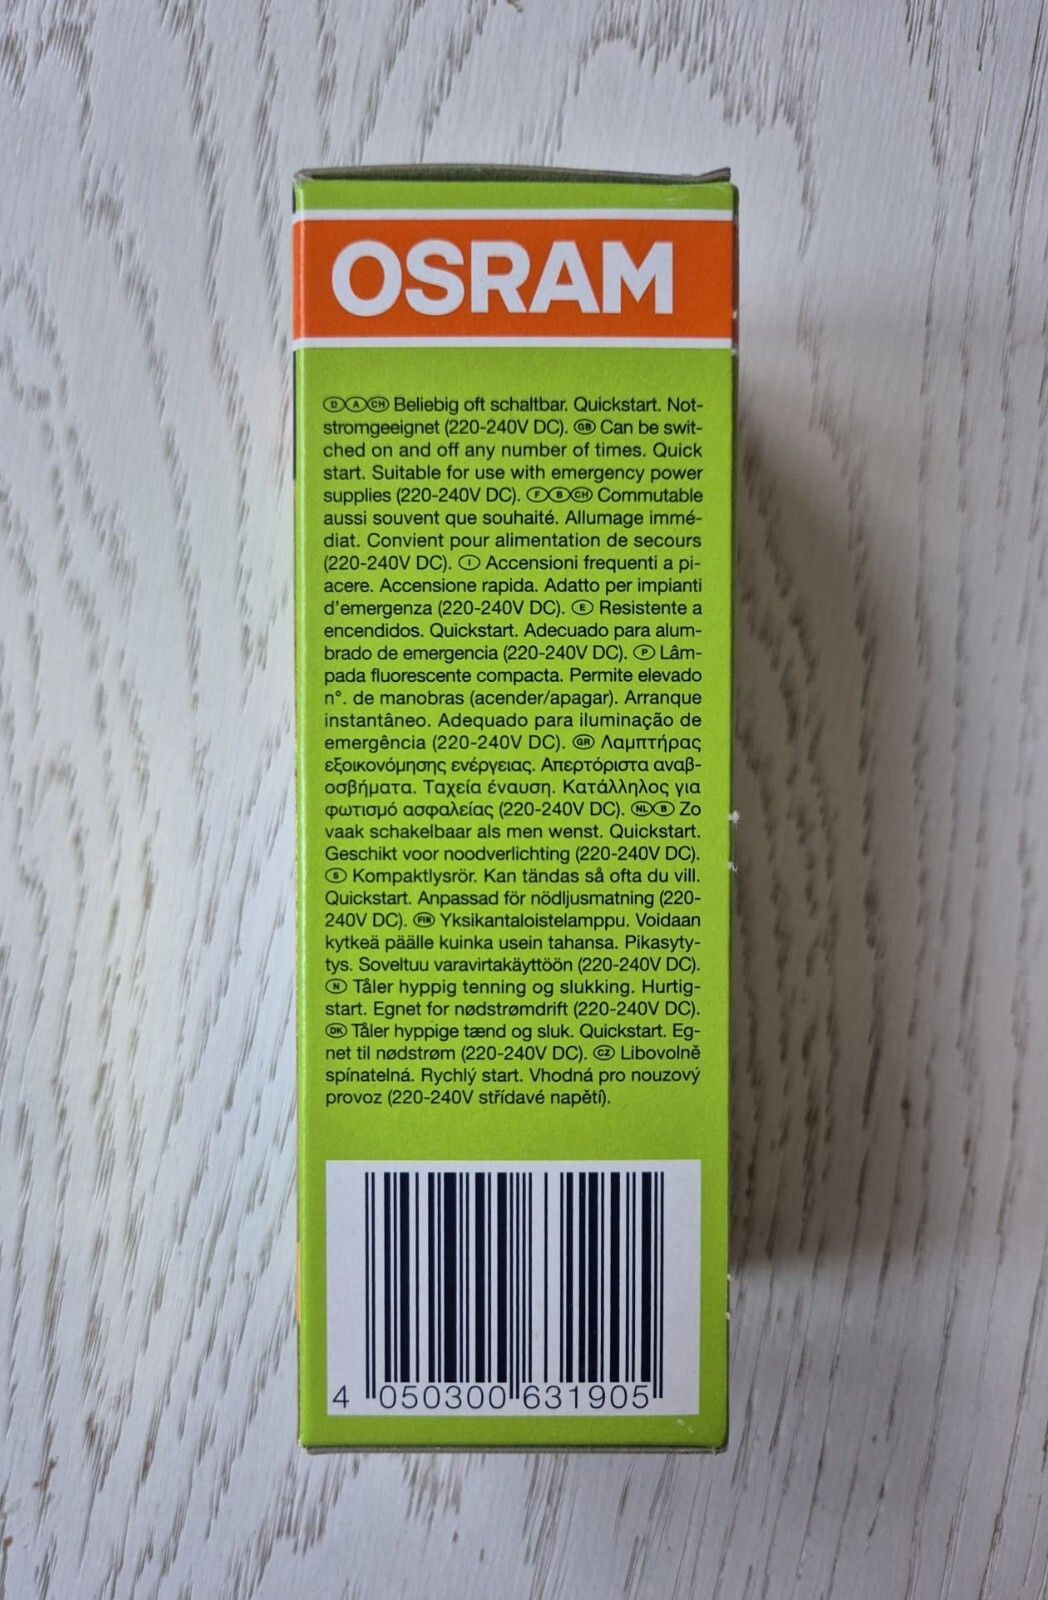 OSRAM
D A CH Beliebig oft schaltbar. Quickstart. Not-
stromgeeignet (220-240V DC). GB Can be swit-
ched on and off any number of times. Quick
start. Suitable for use with emergency power
supplies (220-240V DC). F B CH Commutable
aussi souvent que souhaité. Allumage immé-
diat. Convient pour alimentation de secours
(220-240V DC). I Accensioni frequenti a pi-
acere. Accensione rapida. Adatto per impianti
d'emergenza (220-240V DC). E Resistente a
encendidos. Quickstart. Adecuado para alum-
brado de emergencia (220-240V DC). P Lâm-
pada fluorescente compacta. Permite elevado
n°. de manobras (acender/apagar). Arranque
instantâneo. Adequado para iluminação de
emergência (220-240V DC). GR Λαμπτήρας
εξοικονόμησης ενέργειας. Απερτόριστα αναβ-
οσβήματα. Ταχεία έναυση. Κατάλληλος για
φωτισμό ασφαλείας (220-240V DC). NL B Zo
vaak schakelbaar als men wenst. Quickstart.
Geschikt voor noodverlichting (220-240V DC).
S Kompaktlysrör. Kan tändas så ofta du vill.
Quickstart. Anpassad för nödljusmatning (220-
240V DC). FIN Yksikantaloistelamppu. Voidaan
kytkeä päälle kuinka usein tahansa. Pikasyty-
tys. Soveltuu varavirtakäyttöön (220-240V DC).
N Tåler hyppig tenning og slukking. Hurtig-
start. Egnet for nødstrømdrift (220-240V DC).
DK Tåler hyppige tænd og sluk. Quickstart. Eg-
net til nødstrøm (220-240V DC). CZ Libovolně
spínatelná. Rychlý start. Vhodná pro nouzový
provoz (220-240V střídavé napětí).
4 050300 631905